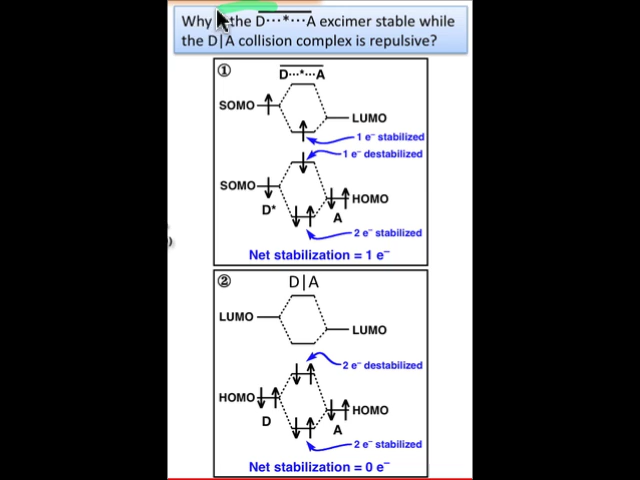 Why the D···*···A excimer stable while
the D|A collision complex is repulsive?
①
D···*···A
SOMO
LUMO
1 e⁻ stabilized
1 e⁻ destabilized
SOMO
HOMO
D*
A
2 e⁻ stabilized
Net stabilization = 1 e⁻
②
D|A
LUMO
LUMO
2 e⁻ destabilized
HOMO
HOMO
D
A
2 e⁻ stabilized
Net stabilization = 0 e⁻